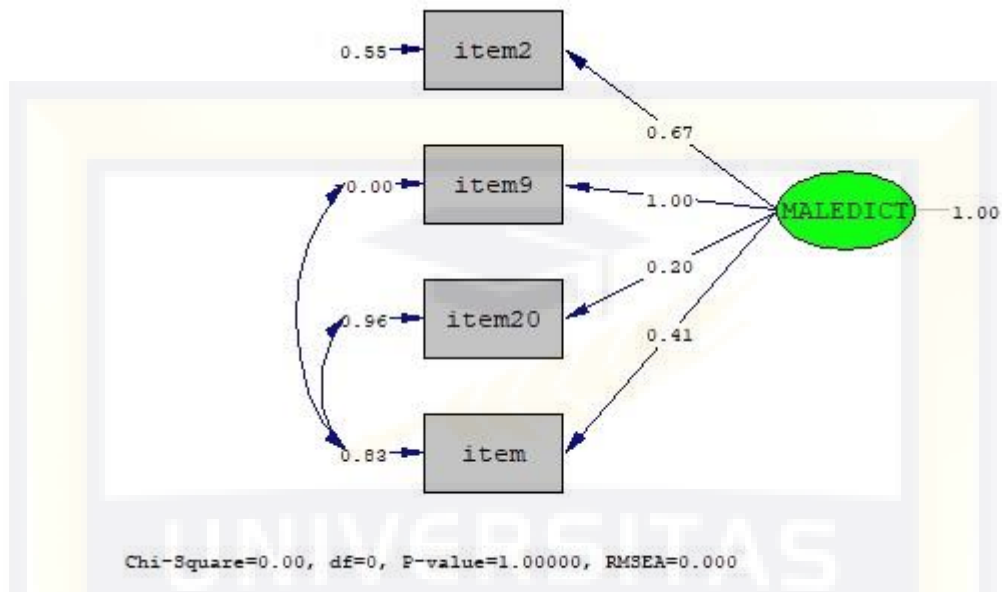 0.55
item2
0.67
0.00
item9
1.00
MALEDICT
1.00
0.20
0.96
item20
0.41
0.83
item
Chi-Square=0.00, df=0, P-value=1.00000, RMSEA=0.000
UNIVERSITAS